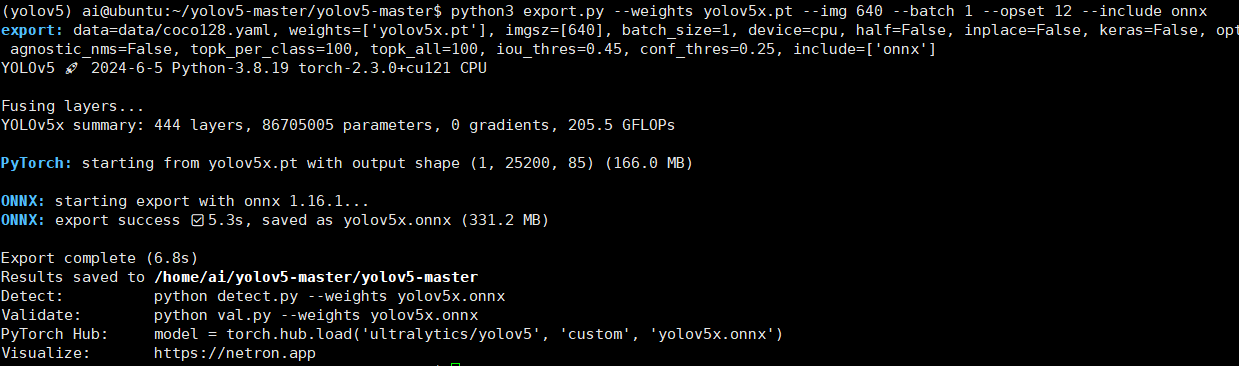 (yolov5) ai@ubuntu:~/yolov5-master/yolov5-master$ python3 export.py --weights yolov5x.pt --img 640 --batch 1 --opset 12 --include onnx
export: data=data/coco128.yaml, weights=['yolov5x.pt'], imgsz=[640], batch_size=1, device=cpu, half=False, inplace=False, keras=False, opt
agnostic_nms=False, topk_per_class=100, topk_all=100, iou_thres=0.45, conf_thres=0.25, include=['onnx']
YOLOv5 🚀 2024-6-5 Python-3.8.19 torch-2.3.0+cu121 CPU
Fusing layers...
YOLOv5x summary: 444 layers, 86705005 parameters, 0 gradients, 205.5 GFLOPs
PyTorch: starting from yolov5x.pt with output shape (1, 25200, 85) (166.0 MB)
ONNX: starting export with onnx 1.16.1...
ONNX: export success ☑5.3s, saved as yolov5x.onnx (331.2 MB)
Export complete (6.8s)
Results saved to /home/ai/yolov5-master/yolov5-master
Detect: python detect.py --weights yolov5x.onnx
Validate: python val.py --weights yolov5x.onnx
PyTorch Hub: model = torch.hub.load('ultralytics/yolov5', 'custom', 'yolov5x.onnx')
Visualize: https://netron.app